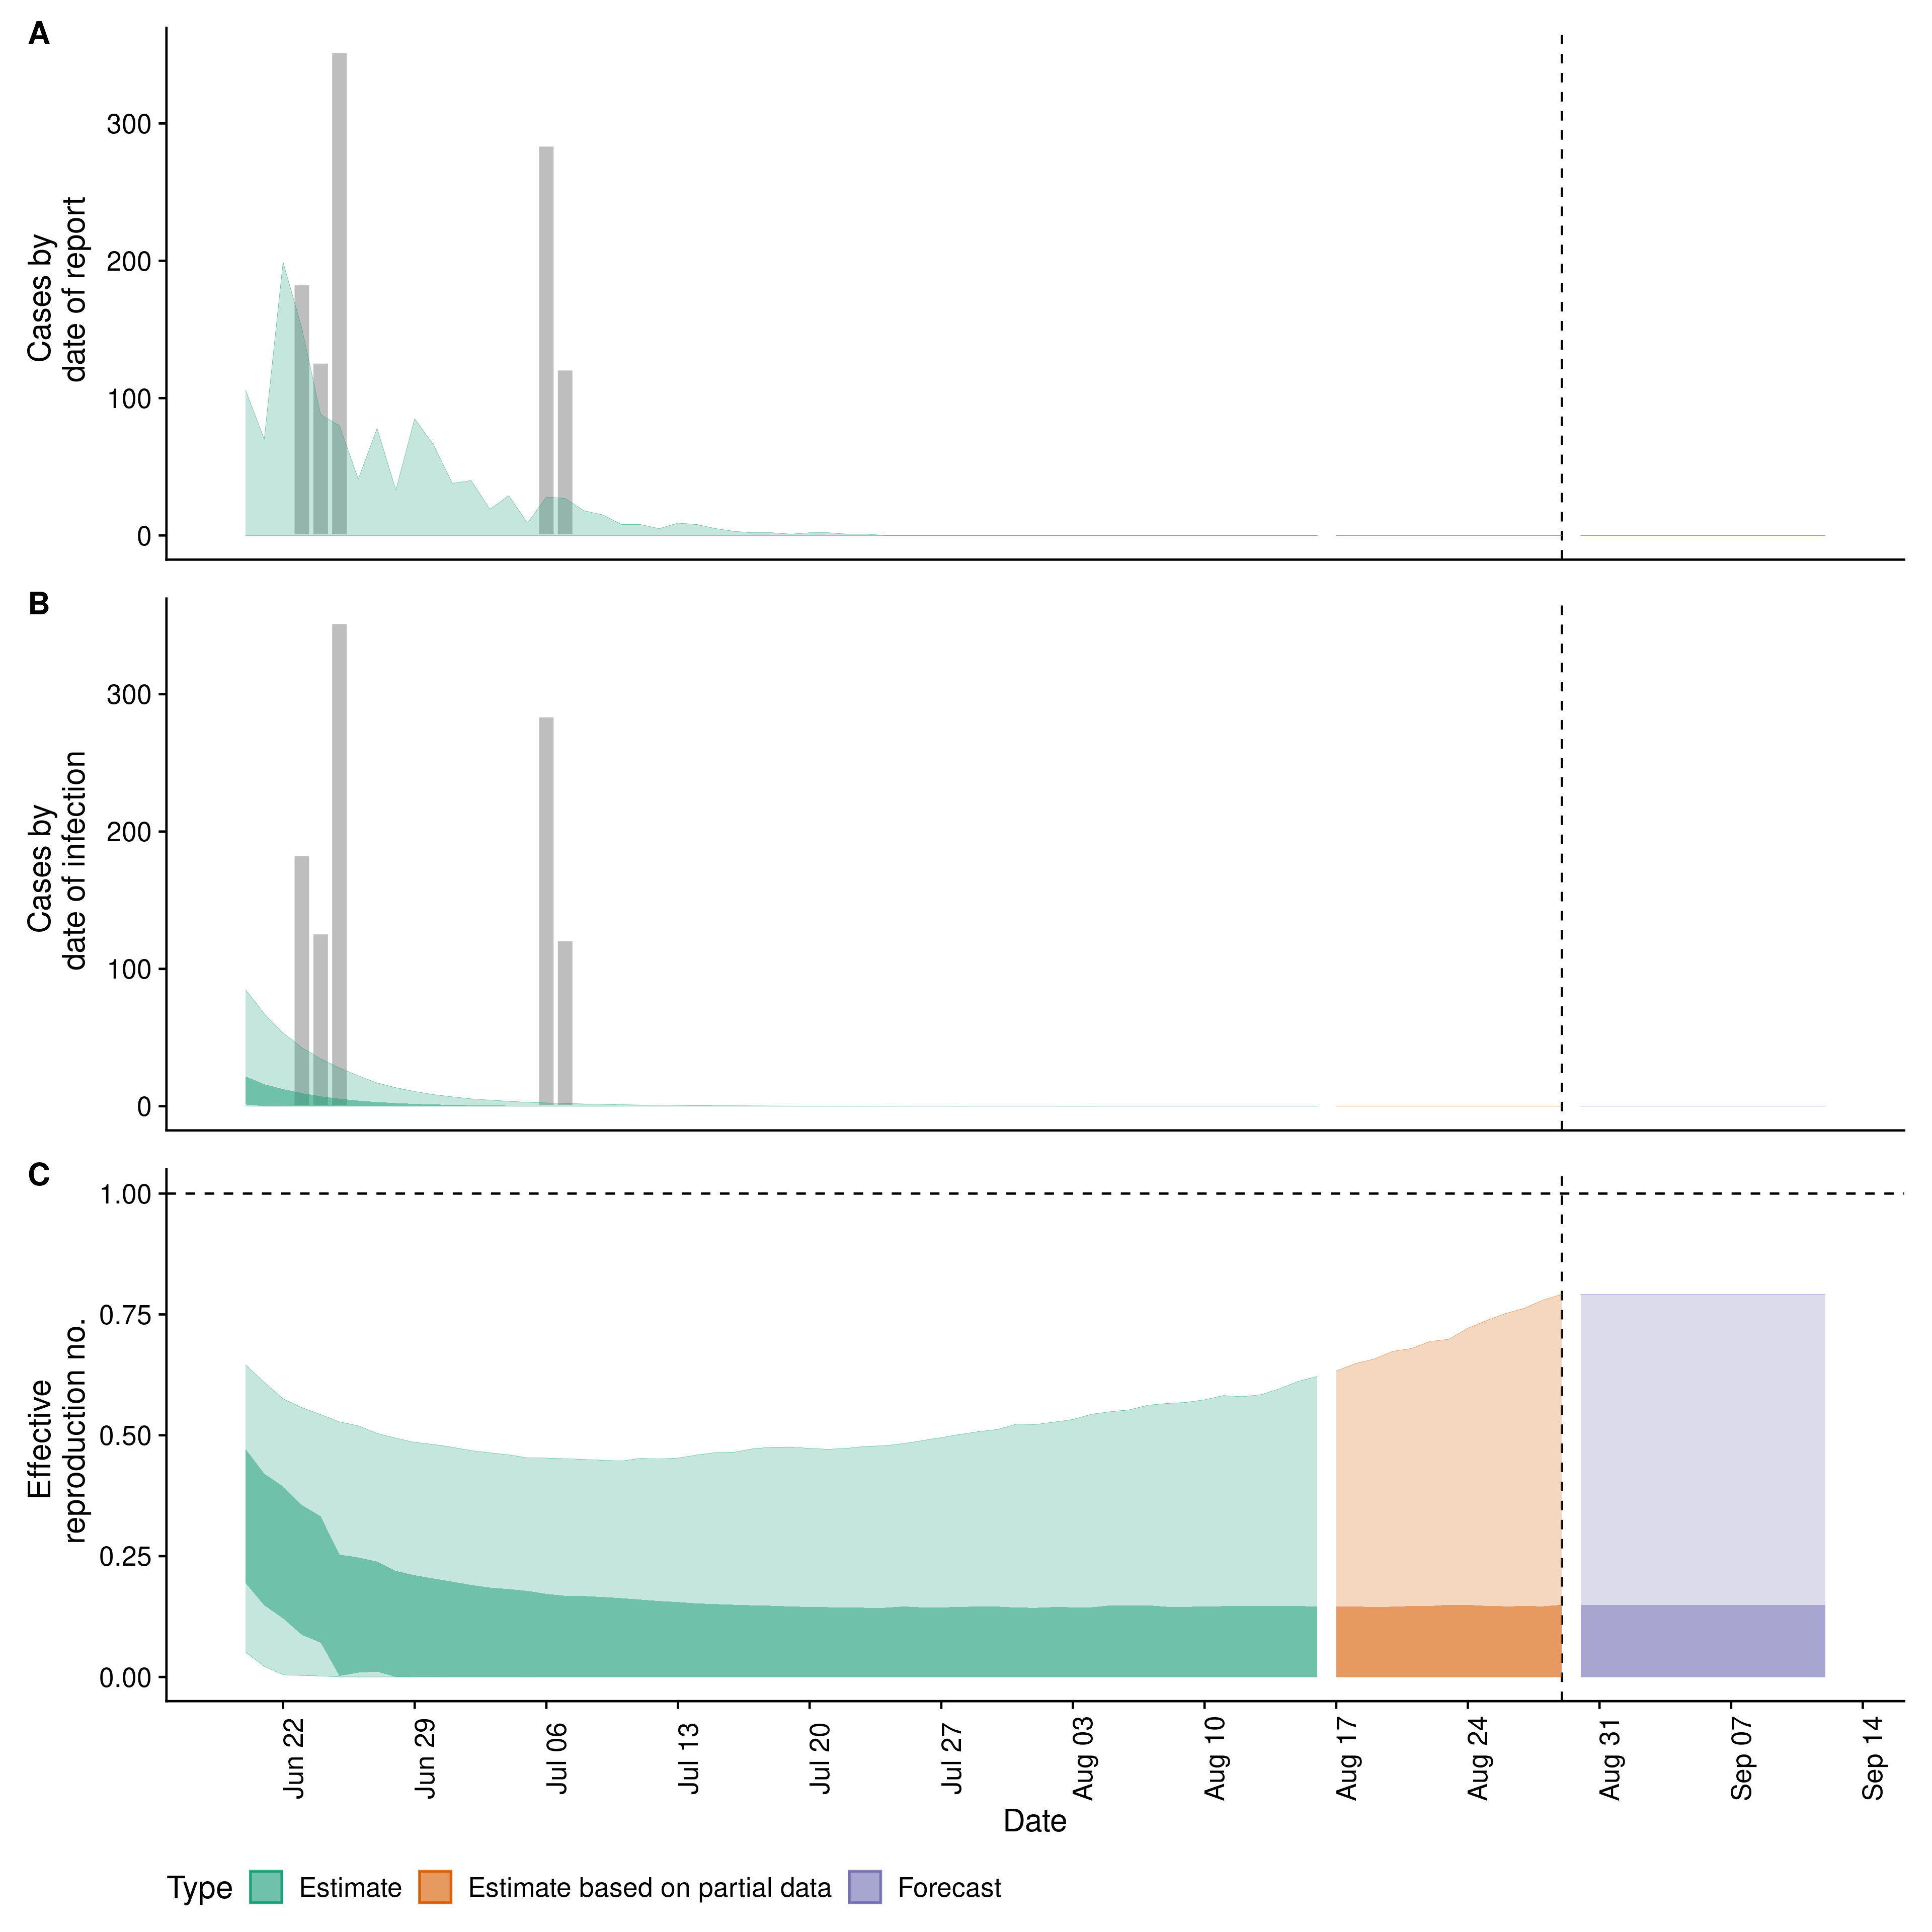 A
Cases by
date of report
300
200
100
0
B
Cases by
date of infection
300
200
100
0
C
Effective
reproduction no.
1.00
0.75
0.50
0.25
0.00
Jun 22
Jun 29
Jul 06
Jul 13
Jul 20
Jul 27
Aug 03
Aug 10
Aug 17
Aug 24
Aug 31
Sep 07
Sep 14
Date
Type Estimate Estimate based on partial data Forecast